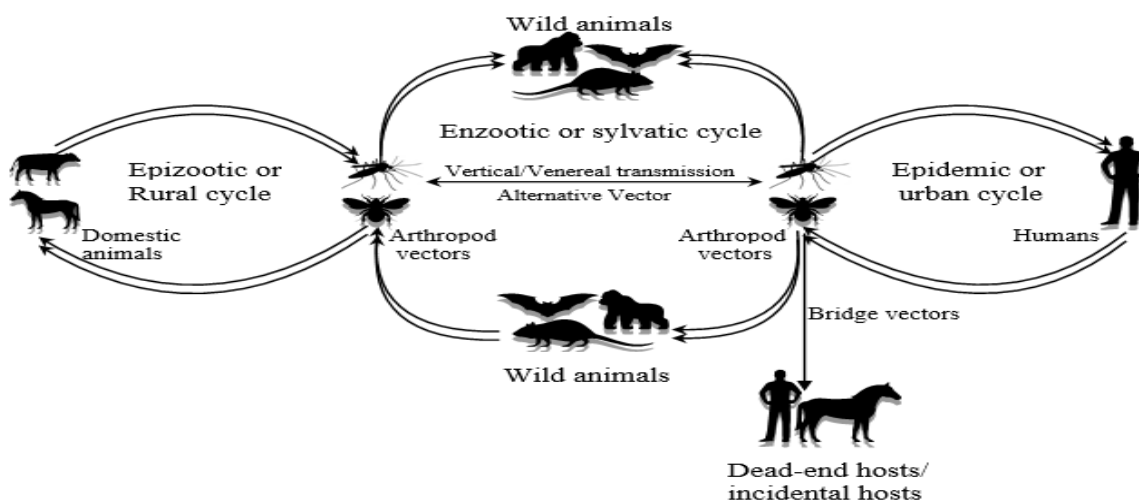 Wild animals
Enzootic or sylvatic cycle
Epizootic or
Rural cycle
Vertical/Venereal transmission
Alternative Vector
Epidemic or
urban cycle
Domestic
animals
Arthropod
vectors
Arthropod
vectors
Humans
Bridge vectors
Wild animals
Dead-end hosts/
incidental hosts